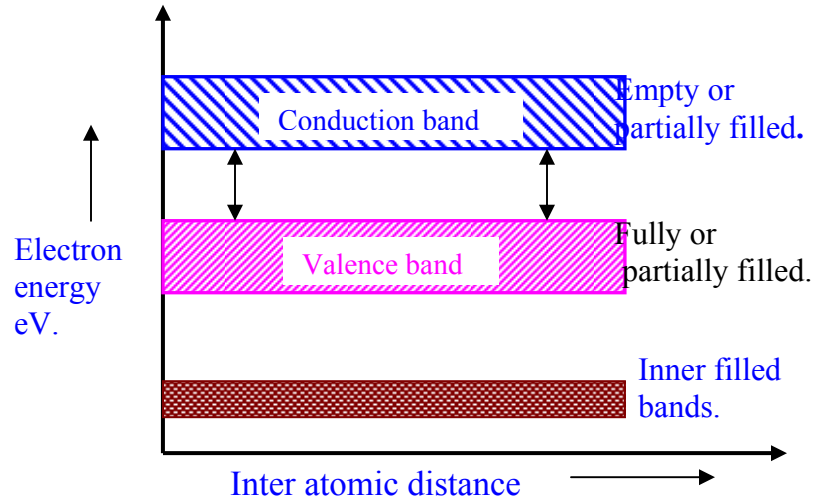 Empty or
partially filled.
Conduction band
Electron
energy
eV.
Fully or
partially filled.
Valence band
Inner filled
bands.
Inter atomic distance